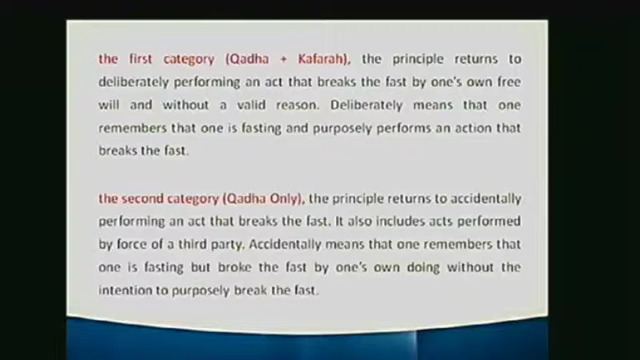 the first category (Qadha + Kafarah), the principle returns to
deliberately performing an act that breaks the fast by one's own free
will and without a valid reason. Deliberately means that one
remembers that one is fasting and purposely performs an action that
breaks the fast.
the second category (Qadha Only), the principle returns to accidentally
performing an act that breaks the fast. It also includes acts performed
by force of a third party. Accidentally means that one remembers that
one is fasting but broke the fast by one's own doing without the
intention to purposely break the fast.